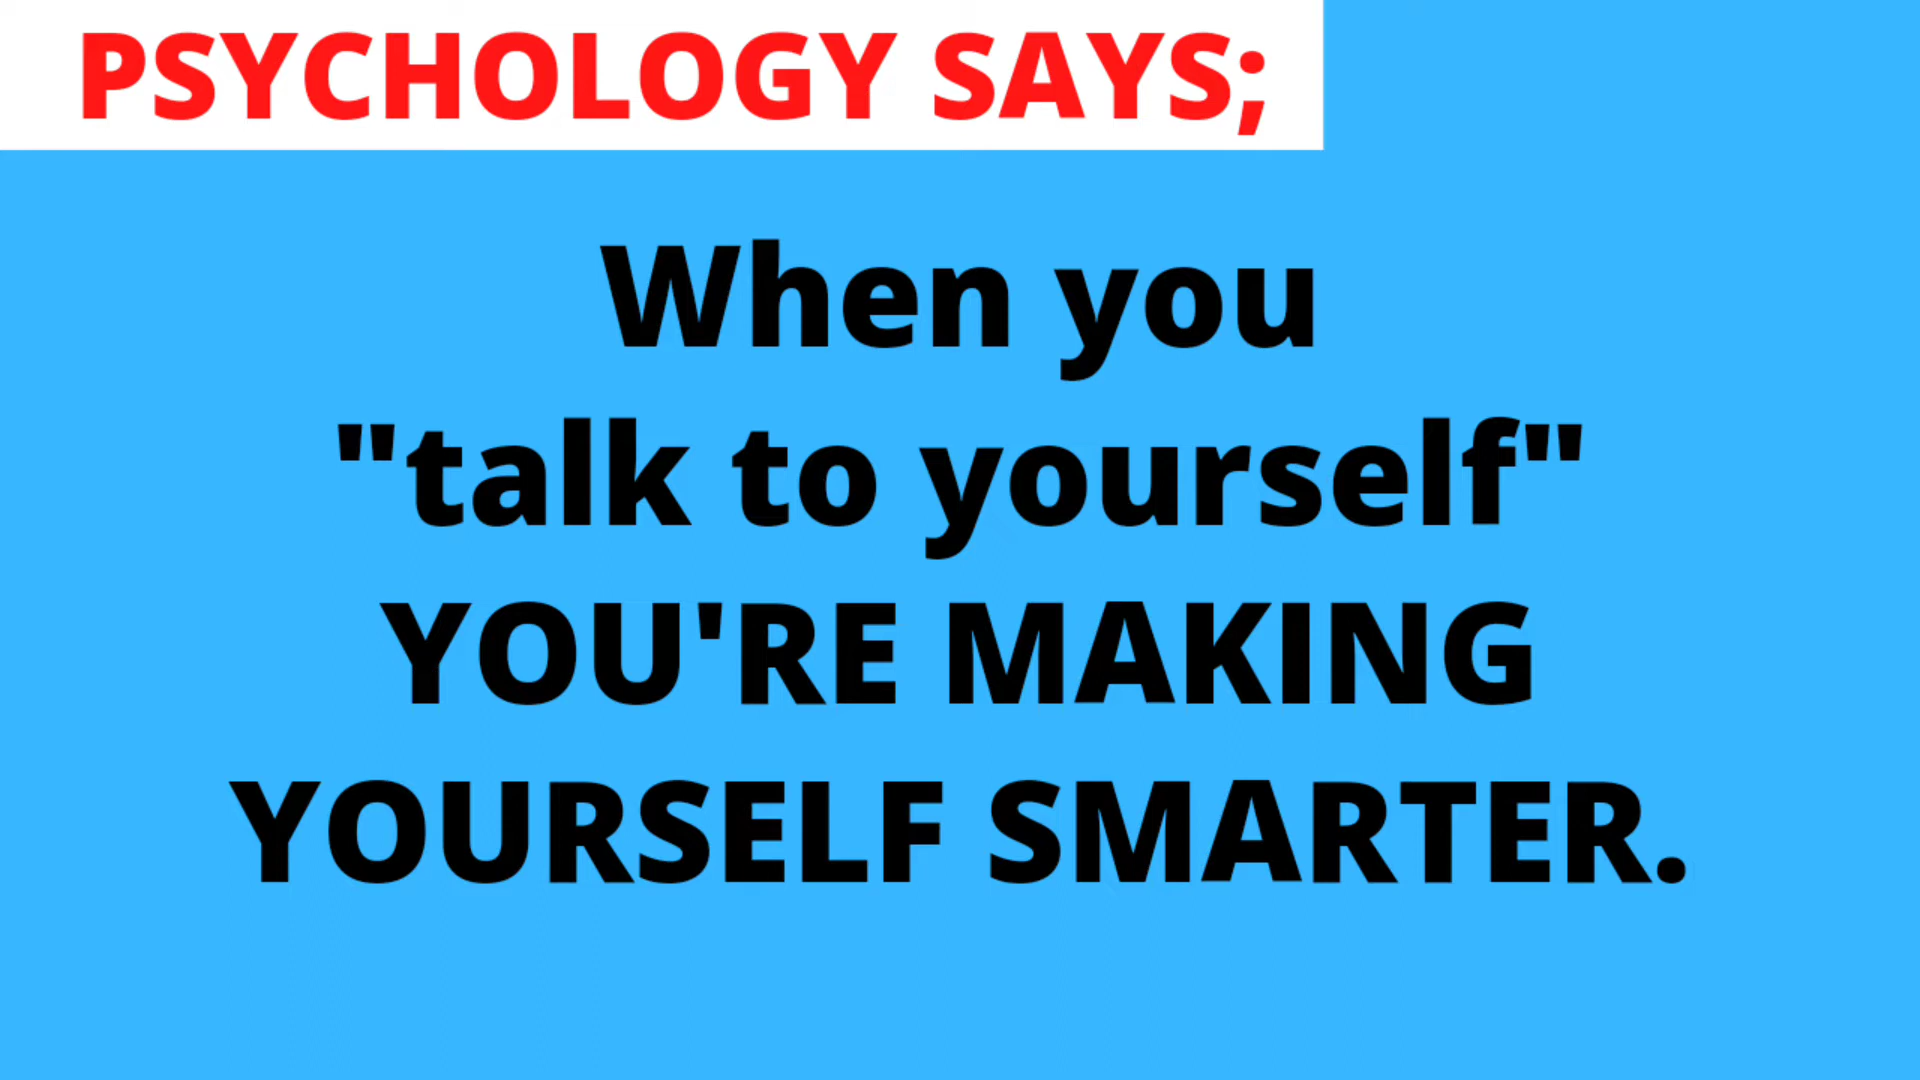 PSYCHOLOGY SAYS;
When you
"talk to yourself"
YOU'RE MAKING
YOURSELF SMARTER.